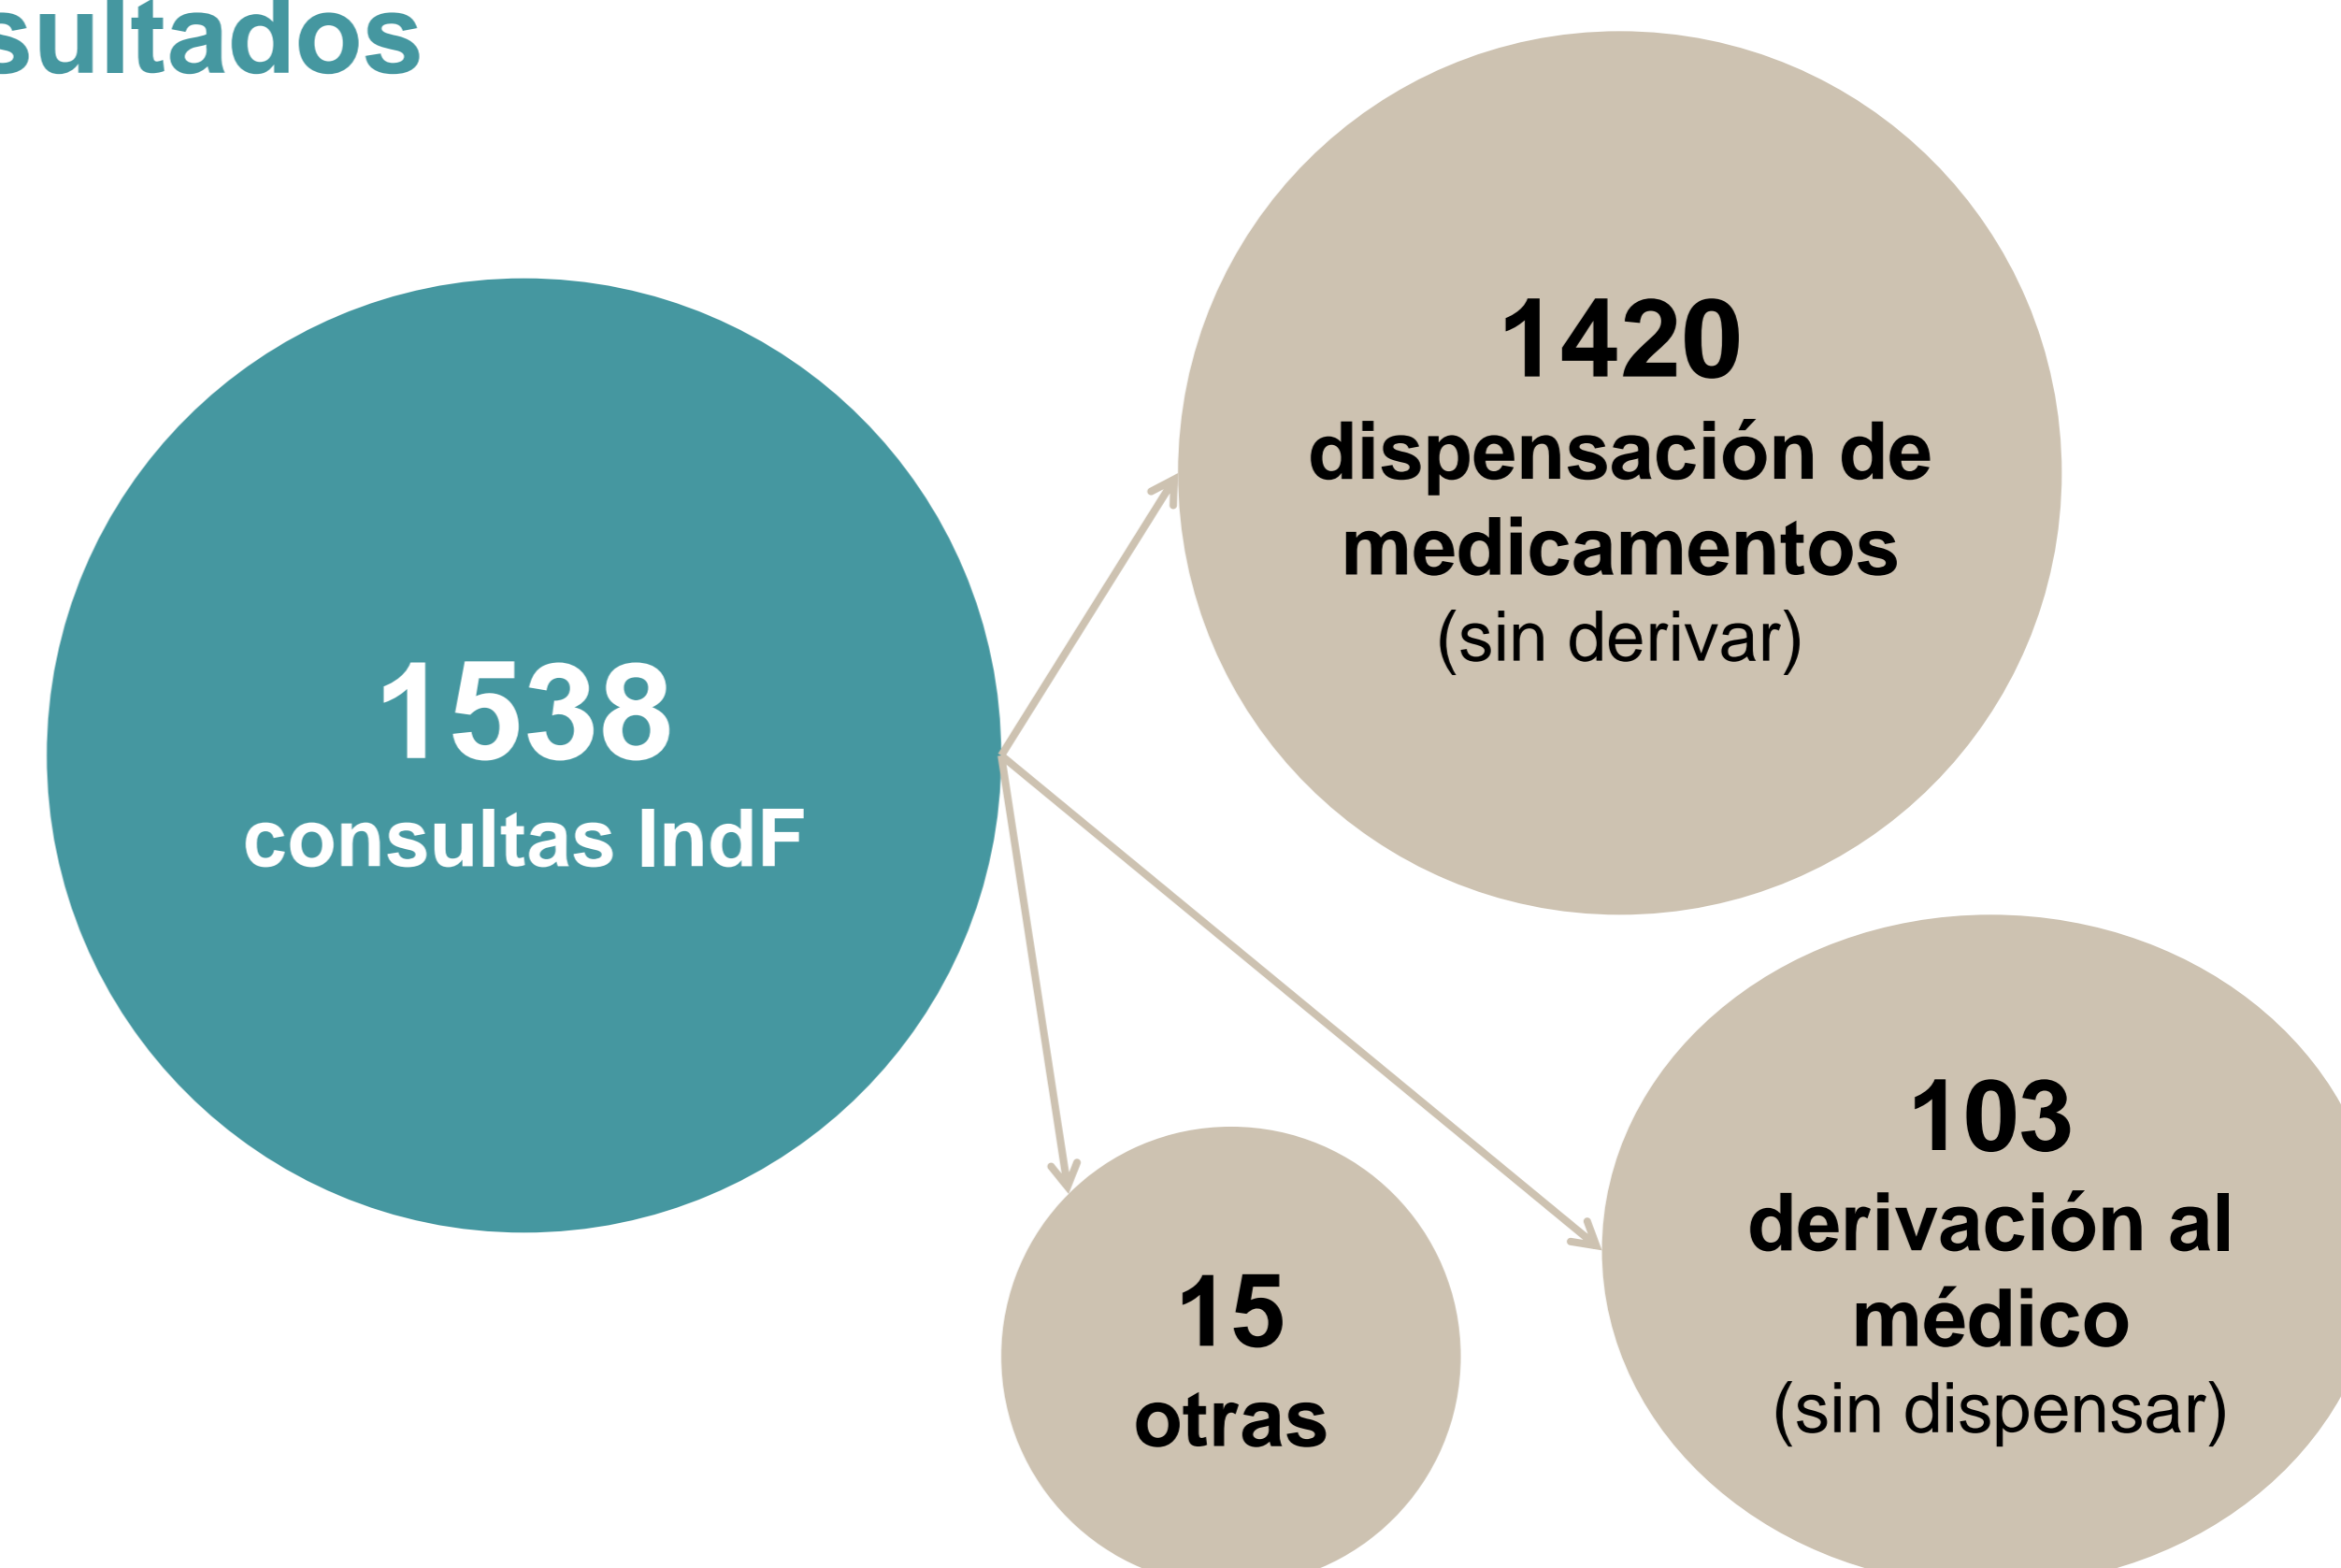 sultados
1538
consultas IndF
1420
dispensación de
medicamentos
(sin derivar)
103
derivación al
médico
(sin dispensar)
15
otras